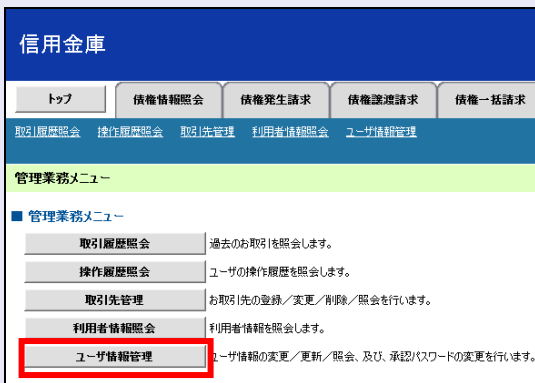 信用金庫
トップ 債権情報照会 債権発生請求 債権譲渡請求 債権一括請求
取引履歴照会 操作履歴照会 取引先管理 利用者情報照会 ユーザ情報管理
管理業務メニュー
■ 管理業務メニュー
取引履歴照会 過去のお取引を照会します。
操作履歴照会 ユーザの操作履歴を照会します。
取引先管理 お取引先の登録／変更／削除／照会を行います。
利用者情報照会 利用者情報を照会します。
ユーザ情報管理 ユーザ情報の変更／更新／照会、及び、承認パスワードの変更を行います。